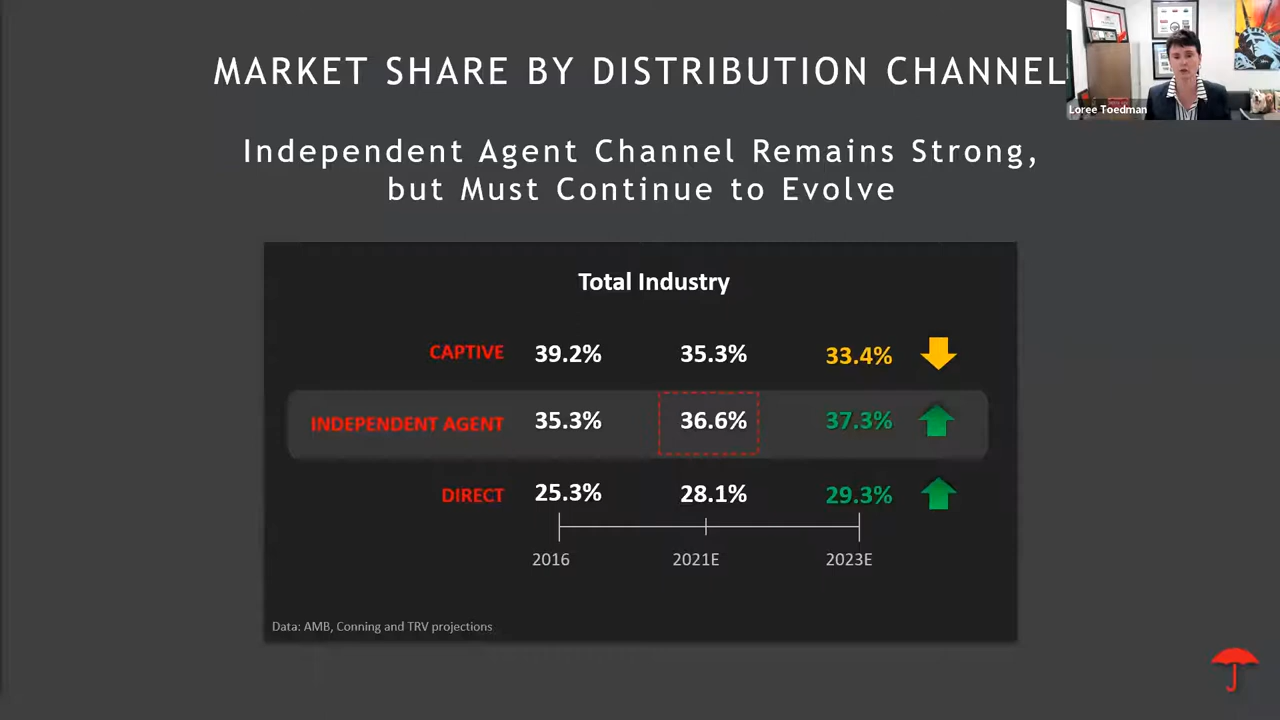 MARKET SHARE BY DISTRIBUTION CHANNEL
Loree Toedman
Independent Agent Channel Remains Strong,
but Must Continue to Evolve
Total Industry
CAPTIVE 39.2% 35.3% 33.4%
INDEPENDENT AGENT 35.3% 36.6% 37.3%
DIRECT 25.3% 28.1% 29.3%
2016 2021E 2023E
Data: AMB, Conning and TRV projections